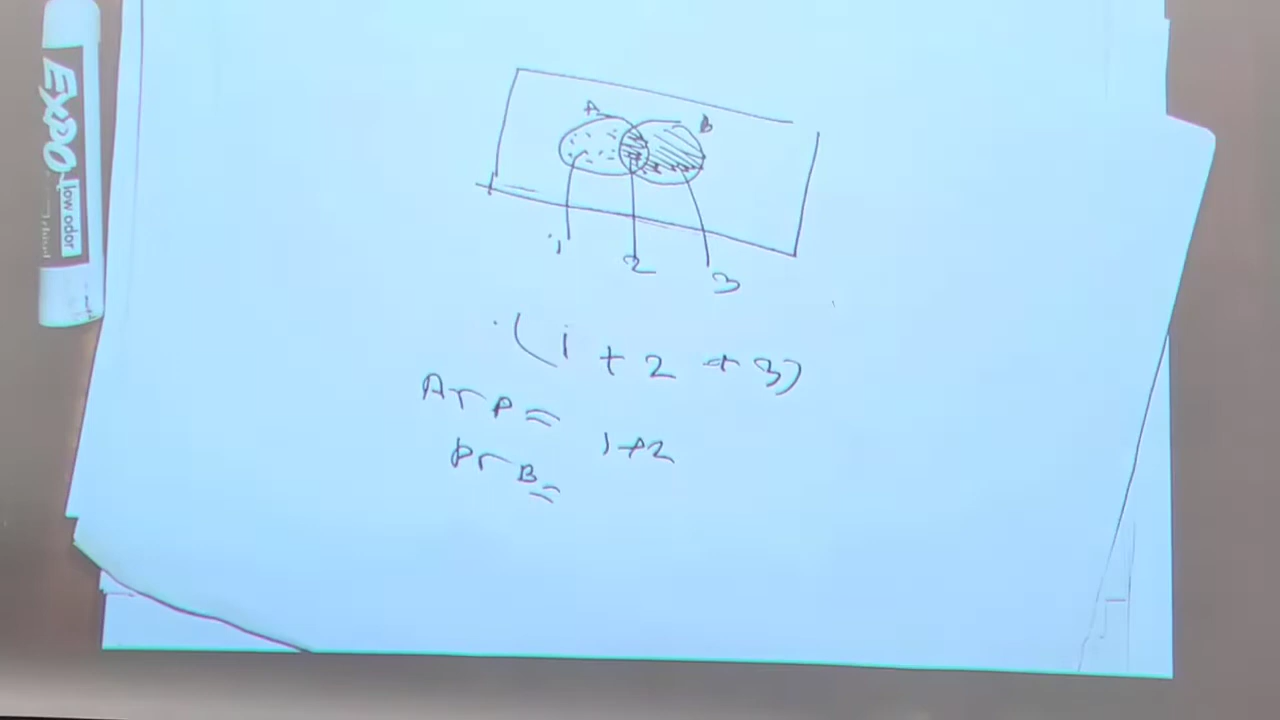 EXPO
low odor
A B
1 2 3
(1 + 2 + 3)
Ar A = 1+2
Pr B =